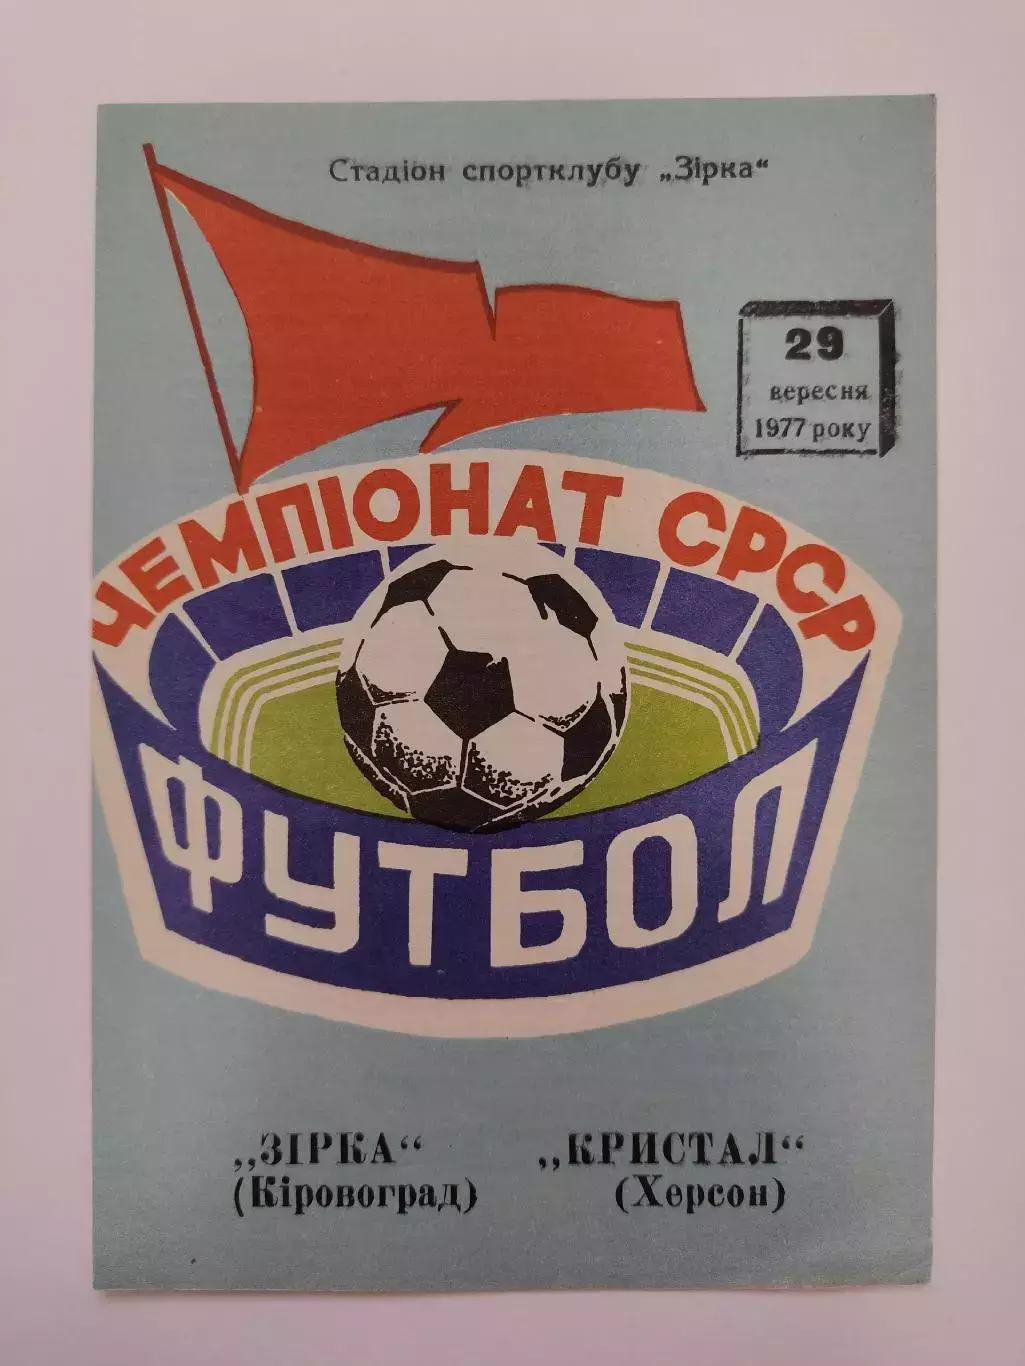 Стадіон спортклубу „Зірка“
29
вересня
1977 року
ЧЕМПІОНАТ СРСР
ФУТБОЛ
„ЗІРКА“ „КРИСТАЛ“
(Кіровоград) (Херсон)